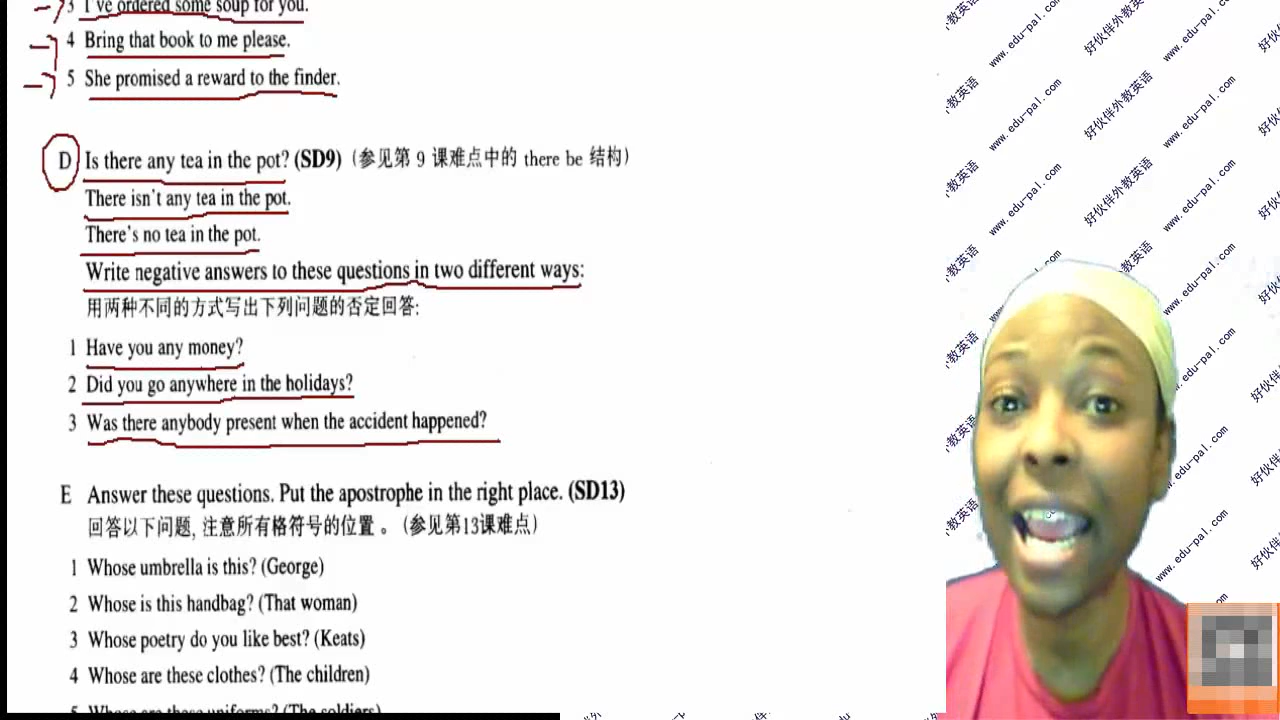 3 I've ordered some soup for you.
4 Bring that book to me please.
5 She promised a reward to the finder.
D Is there any tea in the pot? (SD9) (参见第 9 课难点中的 there be 结构)
There isn't any tea in the pot.
There's no tea in the pot.
Write negative answers to these questions in two different ways:
用两种不同的方式写出下列问题的否定回答:
1 Have you any money?
2 Did you go anywhere in the holidays?
3 Was there anybody present when the accident happened?
E Answer these questions. Put the apostrophe in the right place. (SD13)
回答以下问题, 注意所有格符号的位置。(参见第13课难点)
1 Whose umbrella is this? (George)
2 Whose is this handbag? (That woman)
3 Whose poetry do you like best? (Keats)
4 Whose are these clothes? (The children)
5 Whose are these uniforms? (The soldiers)
www.edu-pal.com
好伙伴外教英语